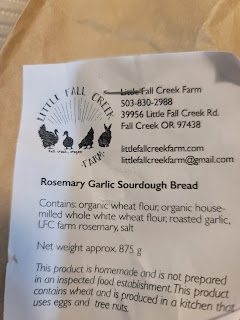 LITTLE FALL CREEK
FARM
Little Fall Creek Farm
503-830-2988
39956 Little Fall Creek Rd.
Fall Creek OR 97438
littlefallcreekfarm.com
littlefallcreekfarm@gmail.com
Rosemary Garlic Sourdough Bread
Contains: organic wheat flour, organic house-
milled whole white wheat flour, roasted garlic,
LFC farm rosemary, salt
Net weight approx. 875 g
This product is homemade and is not prepared
in an inspected food establishment. This product
contains wheat and is produced in a kitchen that
uses eggs and tree nuts.